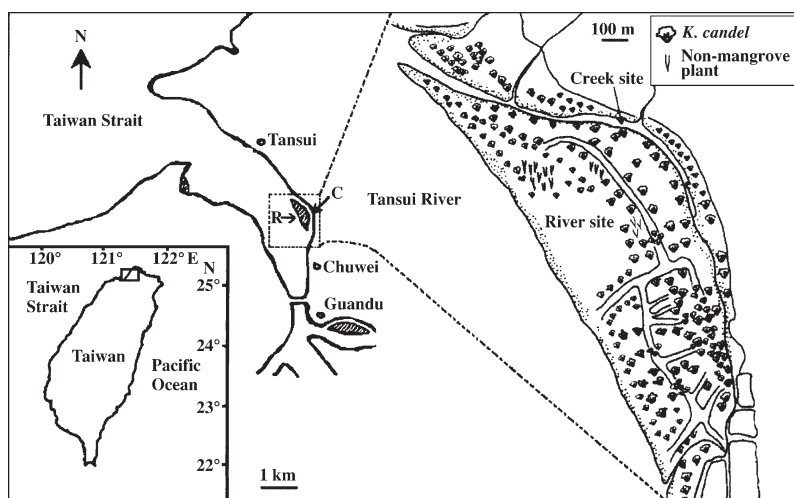 N
Taiwan Strait
Tansui
R
C
Chuwei
Guandu
1 km
Tansui River
100 m
Creek site
River site
K. candel
Non-mangrove
plant
120°
121°
122° E
N
Taiwan
Strait
25°
Taiwan
24°
Pacific
Ocean
23°
22°